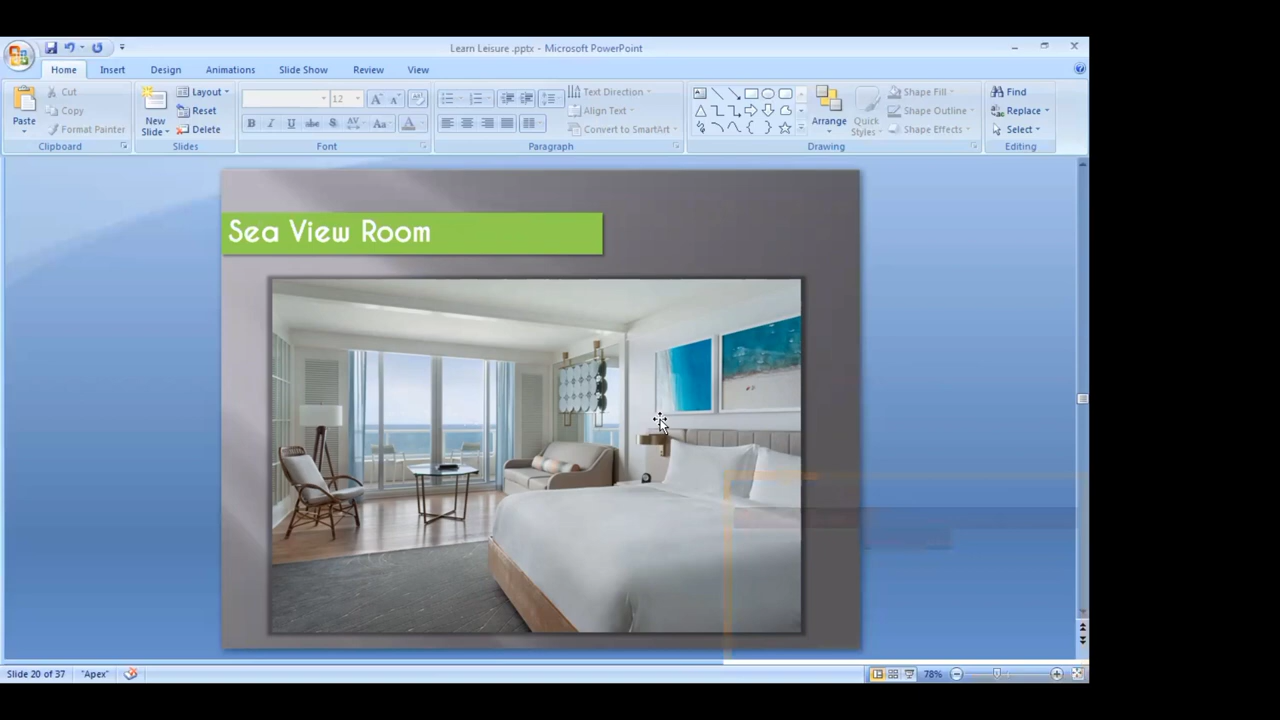 Learn Leisure .pptx - Microsoft PowerPoint
Home Insert Design Animations Slide Show Review View
Paste Cut Copy Format Painter Clipboard
New Slide Layout Reset Delete Slides
12 Font
Text Direction Align Text Convert to SmartArt Paragraph
Arrange Quick Styles Shape Fill Shape Outline Shape Effects Drawing
Find Replace Select Editing
Sea View Room
Slide 20 of 37 "Apex" 78%